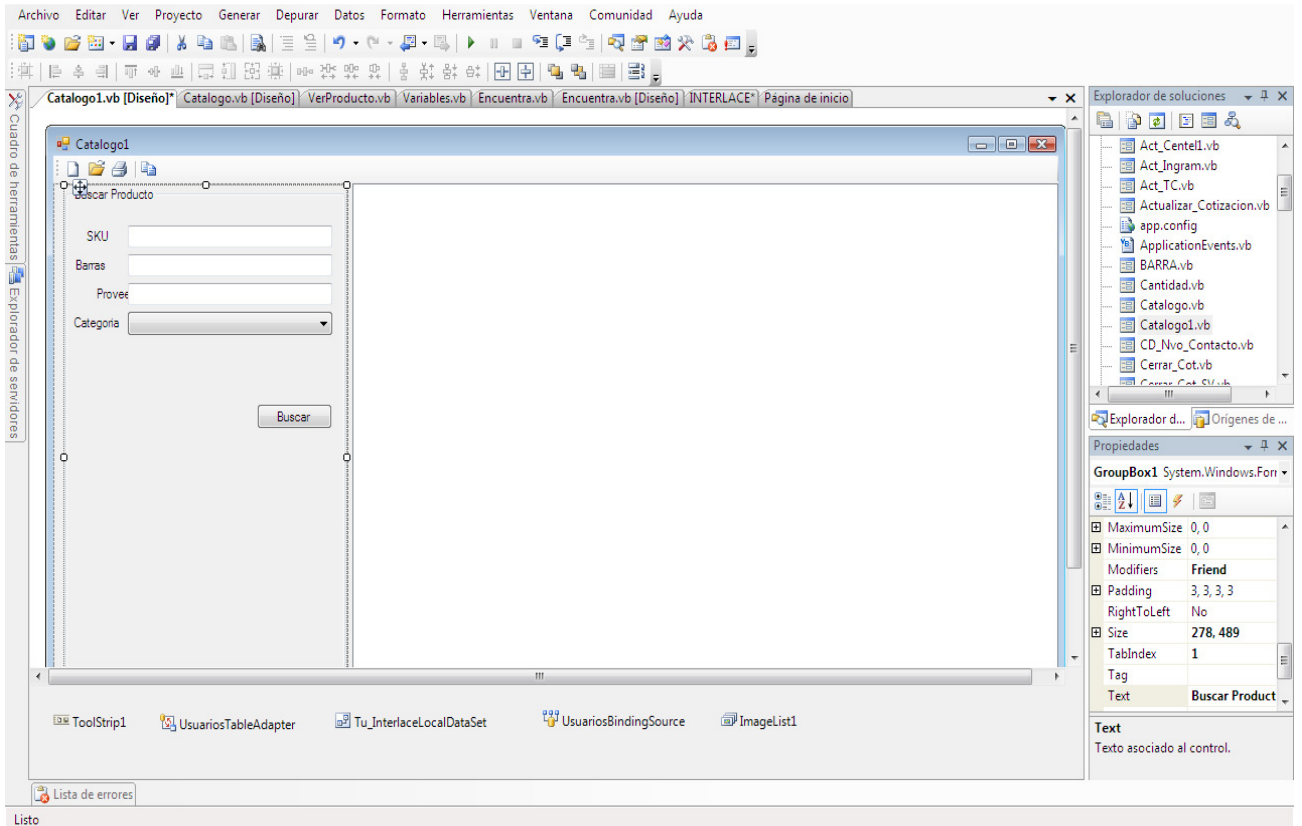 Archivo Editar Ver Proyecto Generar Depurar Datos Formato Herramientas Ventana Comunidad Ayuda
Cuadro de herramientas
Explorador de servidores
Catalogo1.vb [Diseño]* Catalogo.vb [Diseño] VerProducto.vb Variables.vb Encuentra.vb Encuentra.vb [Diseño] INTERLACE* Página de inicio
Catalogo1
Buscar Producto
SKU
Barras
Provee
Categoria
Buscar
ToolStrip1 UsuariosTableAdapter Tu_InterlaceLocalDataSet UsuariosBindingSource ImageList1
Explorador de soluciones
Act_Centel1.vb
Act_Ingram.vb
Act_TC.vb
Actualizar_Cotizacion.vb
app.config
ApplicationEvents.vb
BARRA.vb
Cantidad.vb
Catalogo.vb
Catalogo1.vb
CD_Nvo_Contacto.vb
Cerrar_Cot.vb
Cerrar_Cot_SV.vb
Explorador d... Orígenes de ...
Propiedades
GroupBox1 System.Windows.Forr
MaximumSize 0, 0
MinimumSize 0, 0
Modifiers Friend
Padding 3, 3, 3, 3
RightToLeft No
Size 278, 489
TabIndex 1
Tag
Text Buscar Product
Text
Texto asociado al control.
Lista de errores
Listo